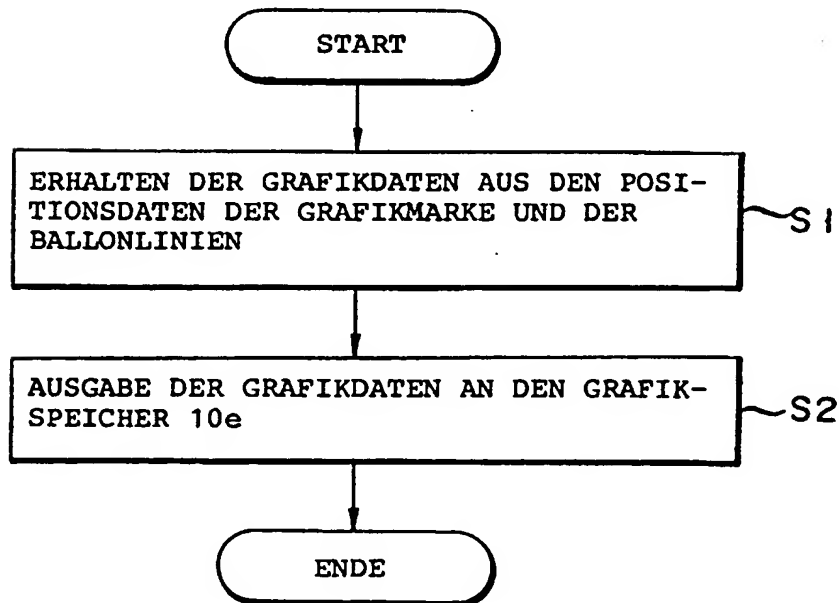 START
ERHALTEN DER GRAFIKDATEN AUS DEN POSI-
TIONSDATEN DER GRAFIKMARKE UND DER
BALLONLINIEN
S1
AUSGABE DER GRAFIKDATEN AN DEN GRAFIK-
SPEICHER 10e
S2
ENDE